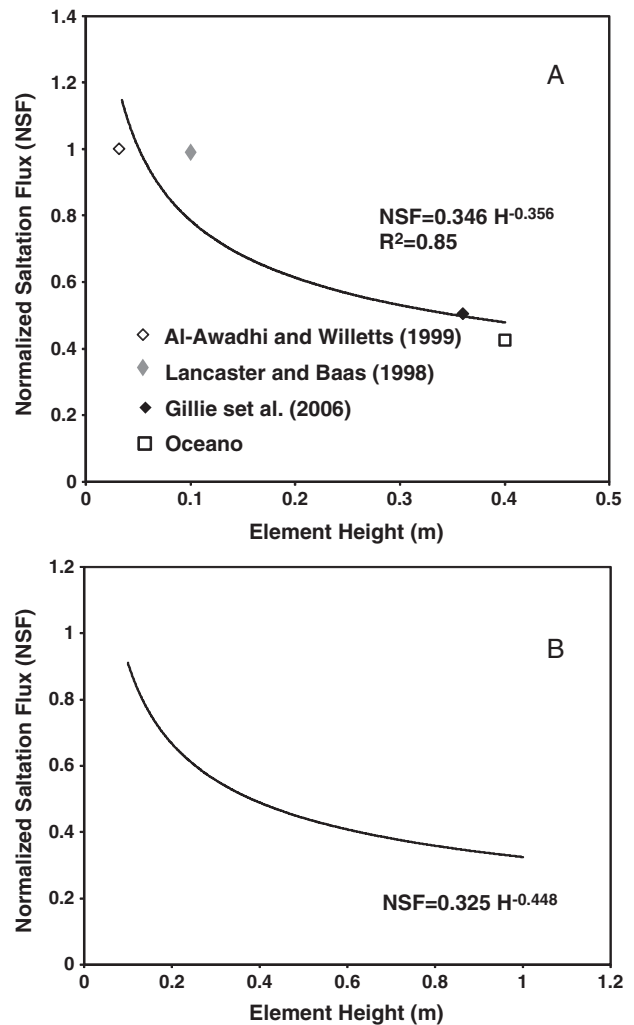 1.4
1.2
1
0.8
0.6
0.4
0.2
0
Normalized Saltation Flux (NSF)
A
NSF=0.346 H-0.356
R2=0.85
Al-Awadhi and Willetts (1999)
Lancaster and Baas (1998)
Gillie set al. (2006)
Oceano
0 0.1 0.2 0.3 0.4 0.5
Element Height (m)
1.2
1
0.8
0.6
0.4
0.2
0
Normalized Saltation Flux (NSF)
B
NSF=0.325 H-0.448
0 0.2 0.4 0.6 0.8 1 1.2
Element Height (m)